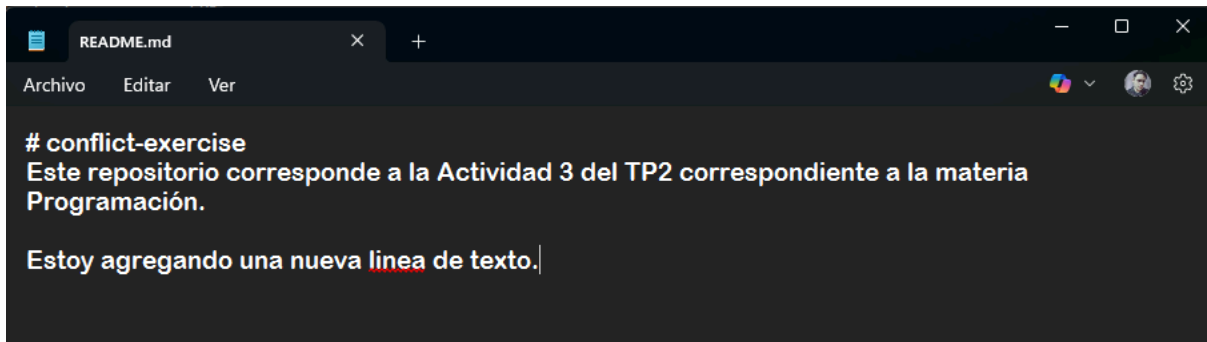 README.md
Archivo Editar Ver
# conflict-exercise
Este repositorio corresponde a la Actividad 3 del TP2 correspondiente a la materia
Programación.
Estoy agregando una nueva linea de texto.